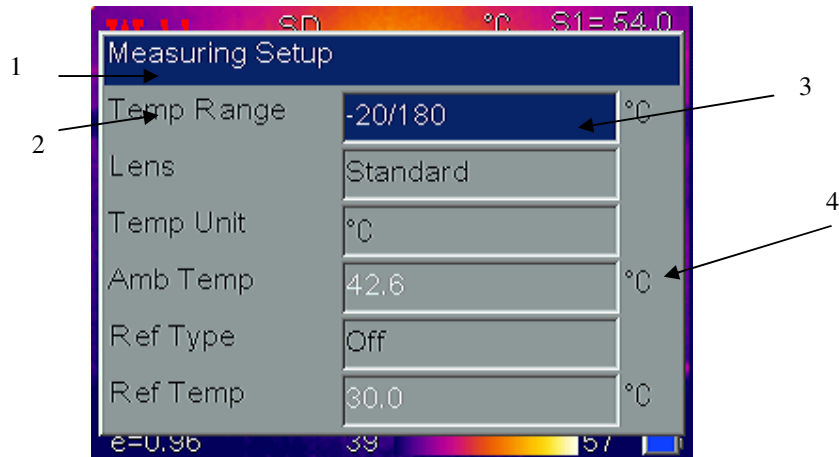 SD °C S1= 54.0
Measuring Setup
1
Temp Range -20/180 °C
3
2
Lens Standard
Temp Unit °C
4
Amb Temp 42.6 °C
Ref Type Off
Ref Temp 30.0 °C
e=0.96 39 57